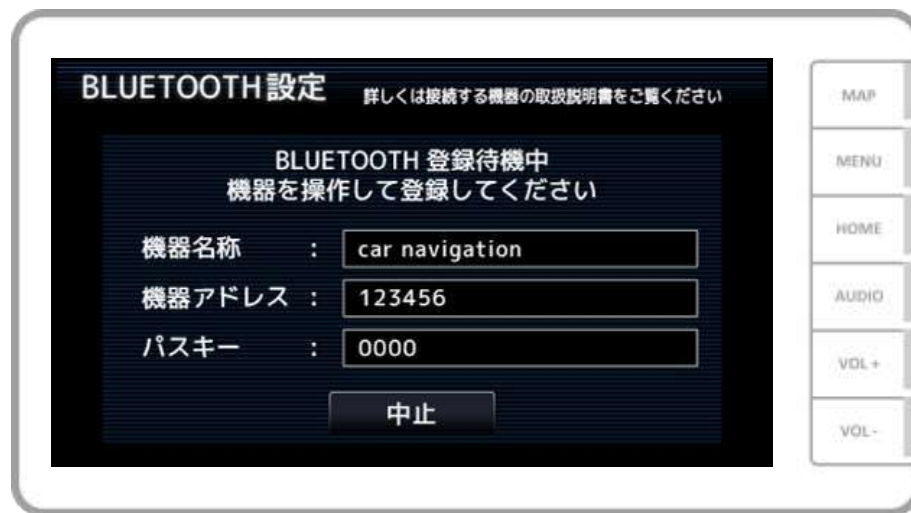 BLUETOOTH設定 詳しくは接続する機器の取扱説明書をご覧ください
BLUETOOTH 登録待機中
機器を操作して登録してください
機器名称 : car navigation
機器アドレス : 123456
パスキー : 0000
中止
MAP
MENU
HOME
AUDIO
VOL +
VOL -